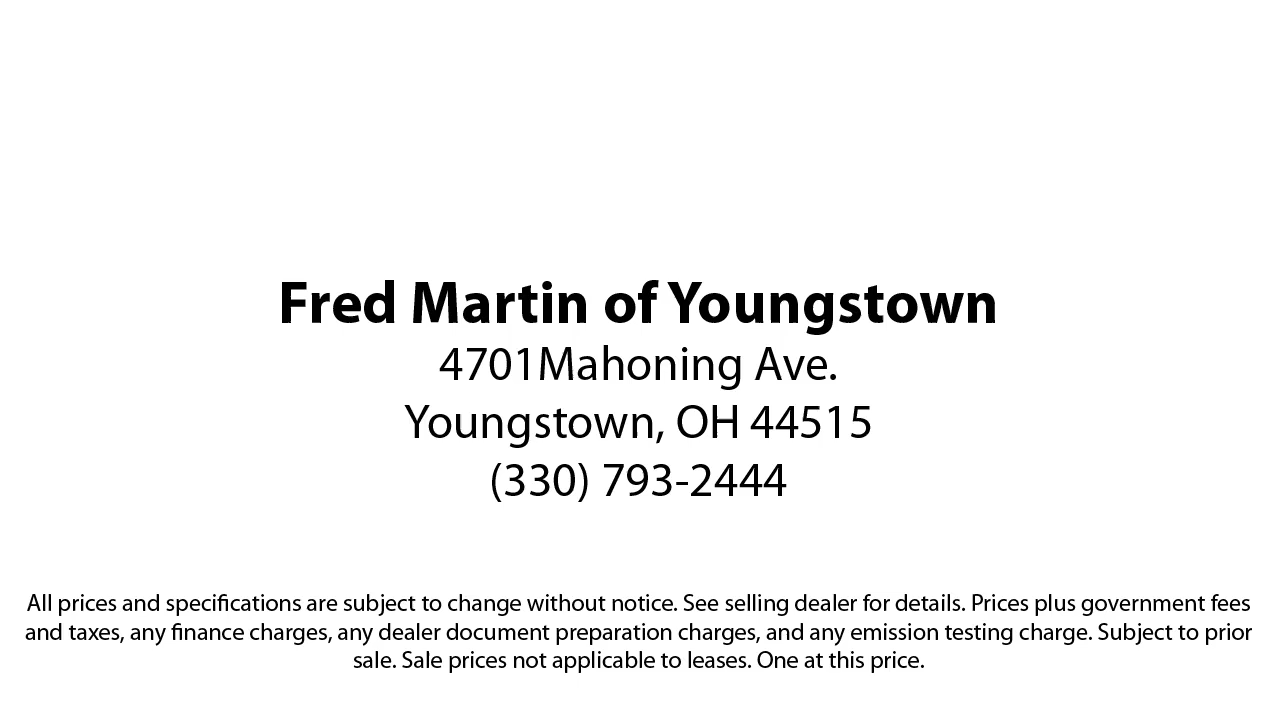 Fred Martin of Youngstown
4701Mahoning Ave.
Youngstown, OH 44515
(330) 793-2444
All prices and specifications are subject to change without notice. See selling dealer for details. Prices plus government fees
and taxes, any finance charges, any dealer document preparation charges, and any emission testing charge. Subject to prior
sale. Sale prices not applicable to leases. One at this price.